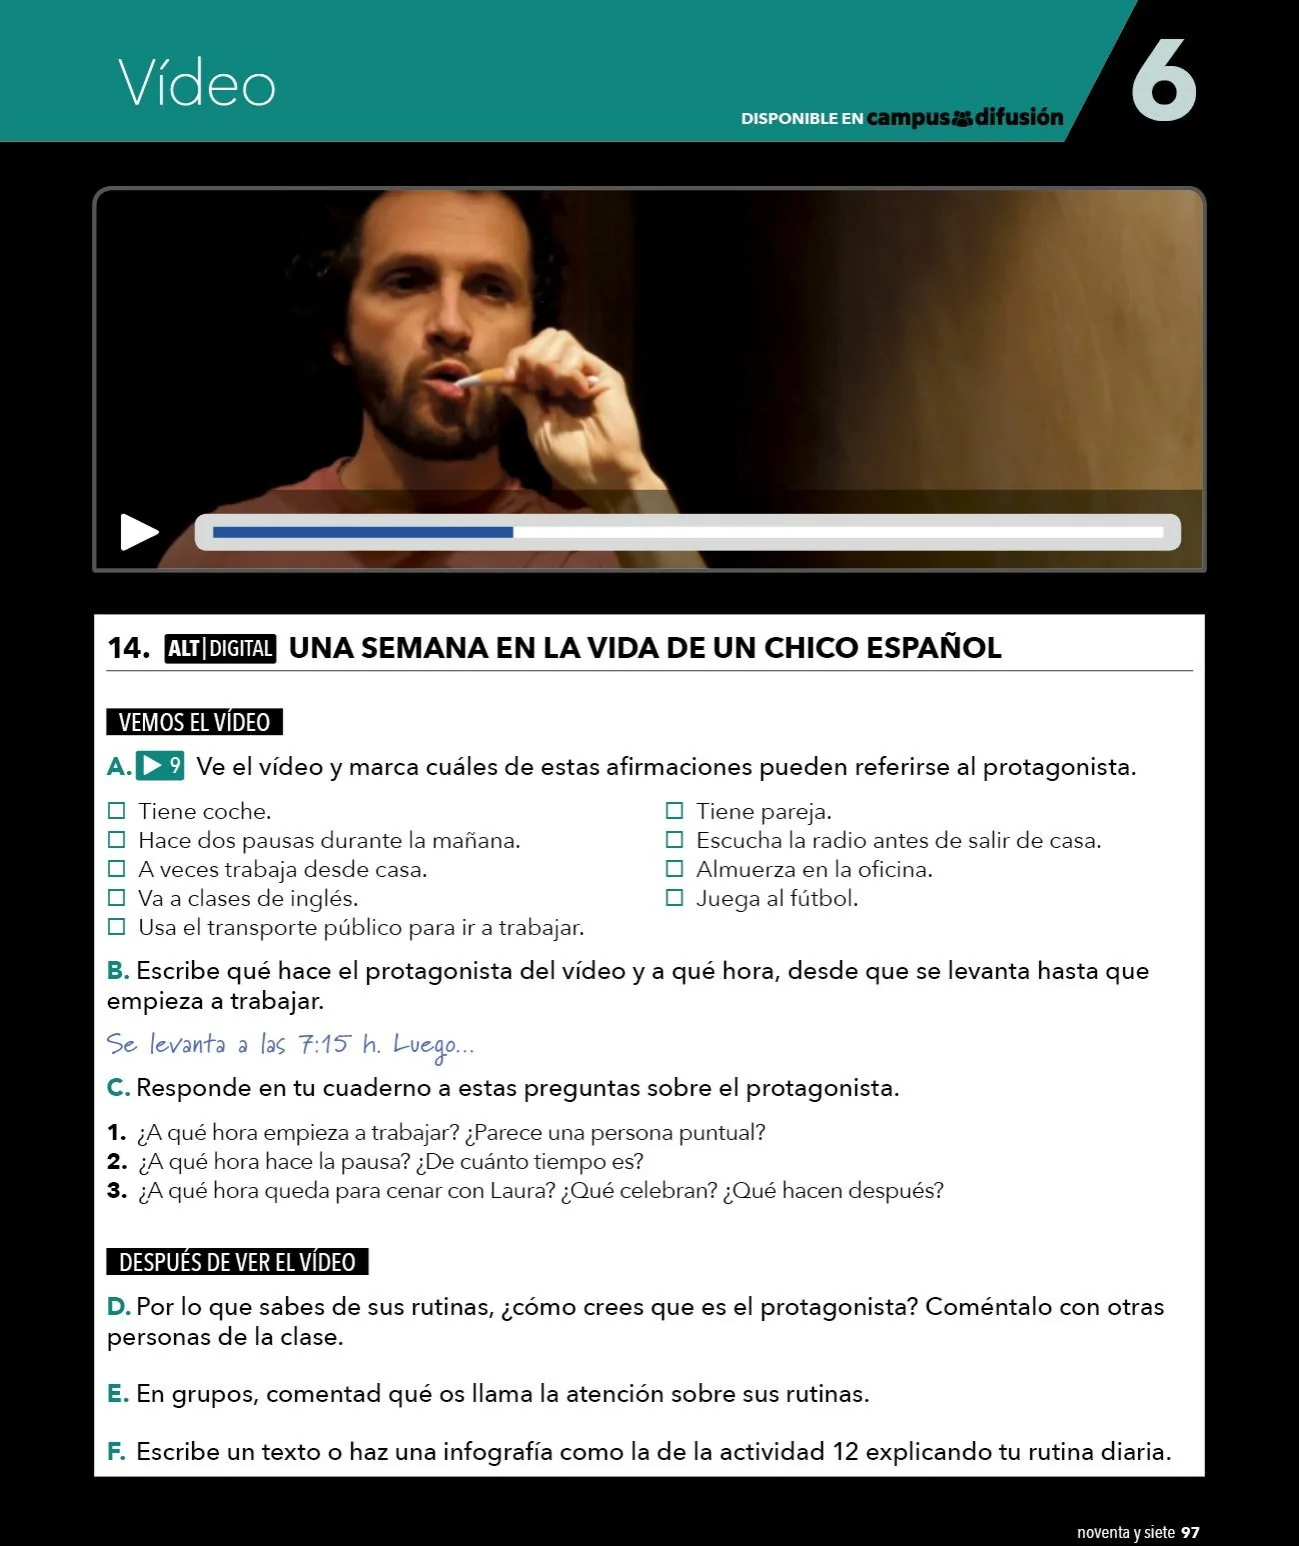 Vídeo
DISPONIBLE EN campus difusión
6
14. ALT|DIGITAL UNA SEMANA EN LA VIDA DE UN CHICO ESPAÑOL
VEMOS EL VÍDEO
A. 9 Ve el vídeo y marca cuáles de estas afirmaciones pueden referirse al protagonista.
Tiene coche.
Hace dos pausas durante la mañana.
A veces trabaja desde casa.
Va a clases de inglés.
Usa el transporte público para ir a trabajar.
Tiene pareja.
Escucha la radio antes de salir de casa.
Almuerza en la oficina.
Juega al fútbol.
B. Escribe qué hace el protagonista del vídeo y a qué hora, desde que se levanta hasta que
empieza a trabajar.
Se levanta a las 7:15 h. Luego...
C. Responde en tu cuaderno a estas preguntas sobre el protagonista.
1. ¿A qué hora empieza a trabajar? ¿Parece una persona puntual?
2. ¿A qué hora hace la pausa? ¿De cuánto tiempo es?
3. ¿A qué hora queda para cenar con Laura? ¿Qué celebran? ¿Qué hacen después?
DESPUÉS DE VER EL VÍDEO
D. Por lo que sabes de sus rutinas, ¿cómo crees que es el protagonista? Coméntalo con otras
personas de la clase.
E. En grupos, comentad qué os llama la atención sobre sus rutinas.
F. Escribe un texto o haz una infografía como la de la actividad 12 explicando tu rutina diaria.
noventa y siete 97